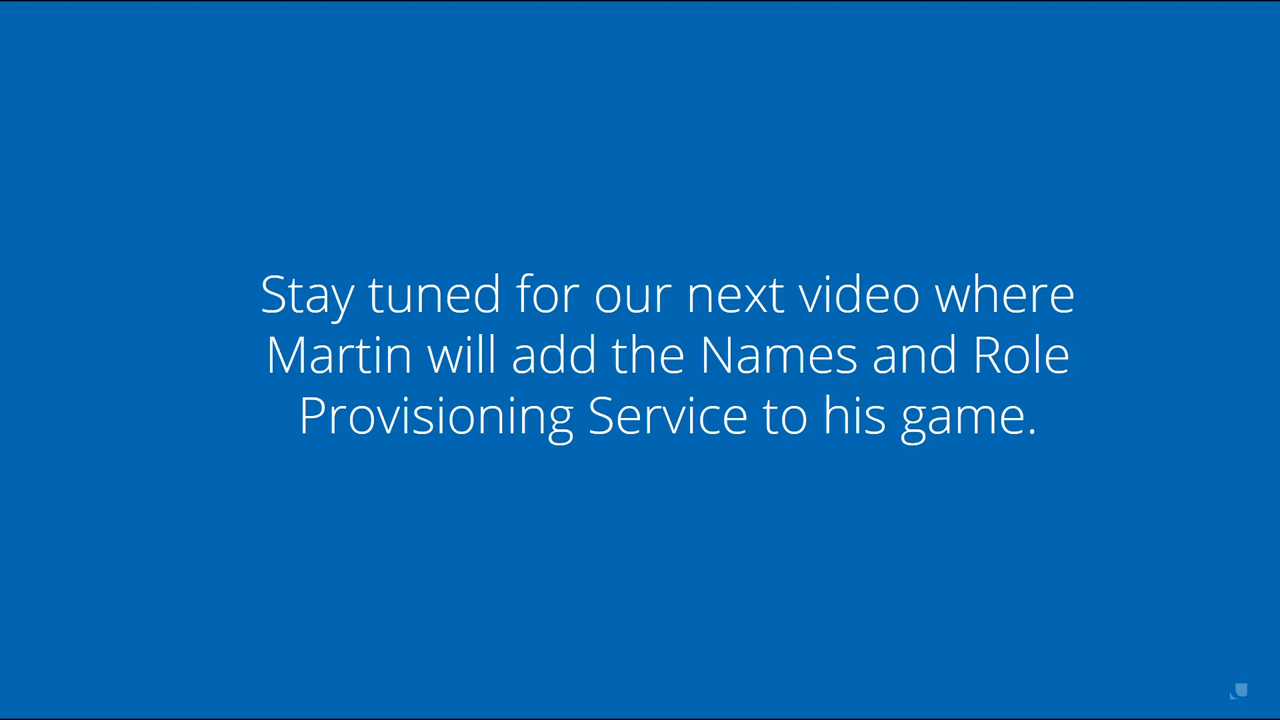 Stay tuned for our next video where
Martin will add the Names and Role
Provisioning Service to his game.